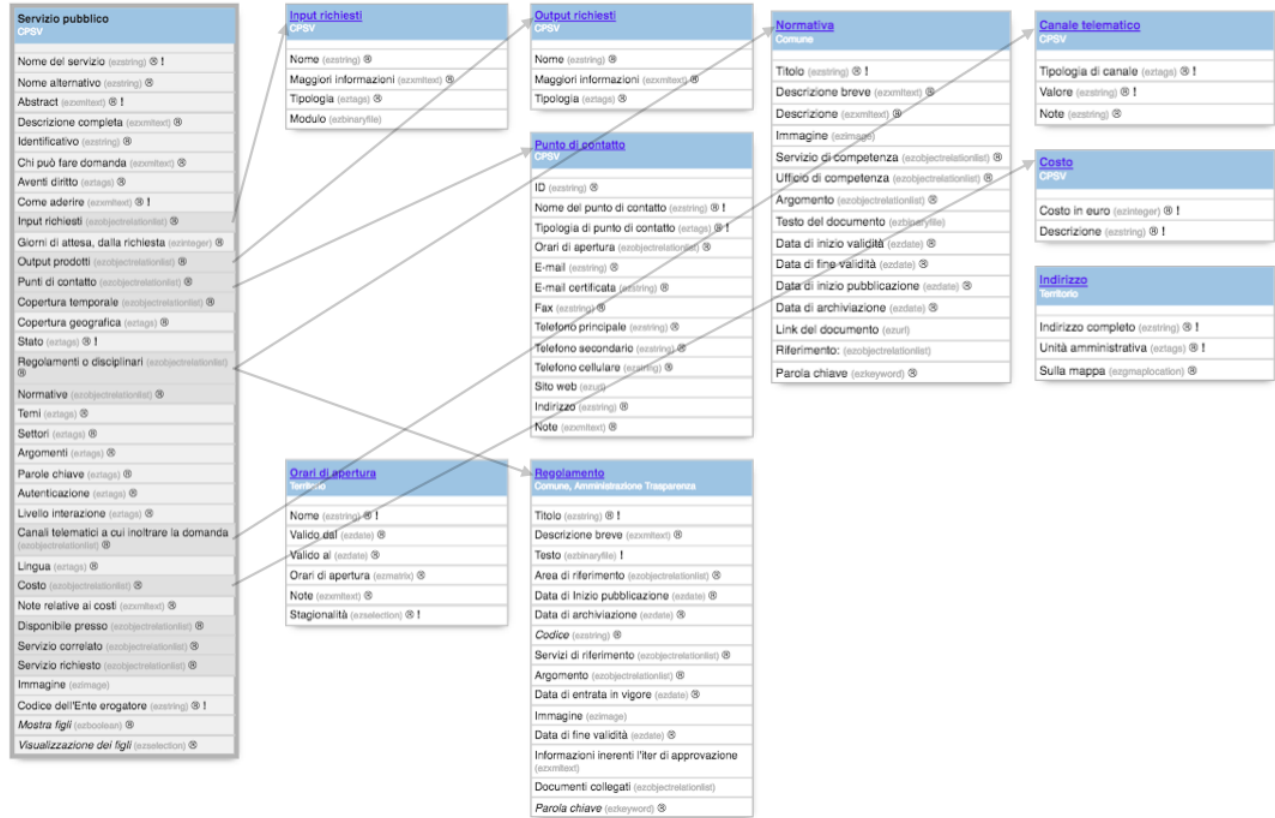 Servizio pubblico
CPSV
Nome del servizio (ezstring) ® !
Nome alternativo (ezstring) ®
Abstract (ezxmltext) ® !
Descrizione completa (ezxmltext) ®
Identificativo (ezstring) ®
Chi può fare domanda (ezxmltext) ®
Aventi diritto (eztags) ®
Come aderire (ezxmltext) ® !
Input richiesti (ezobjectrelationlist) ®
Giorni di attesa, dalla richiesta (ezinteger) ®
Output prodotti (ezobjectrelationlist) ®
Punti di contatto (ezobjectrelationlist) ®
Copertura temporale (ezobjectrelationlist) ®
Copertura geografica (eztags) ®
Stato (eztags) ® !
Regolamenti o disciplinari (ezobjectrelationlist)
®
Normative (ezobjectrelationlist) ®
Temi (eztags) ®
Settori (eztags) ®
Argomenti (eztags) ®
Parole chiave (eztags) ®
Autenticazione (eztags) ®
Livello interazione (eztags) ®
Canali telematici a cui inoltrare la domanda
(ezobjectrelationlist) ®
Lingua (eztags) ®
Costo (ezobjectrelationlist) ®
Note relative ai costi (ezxmltext) ®
Disponibile presso (ezobjectrelationlist) ®
Servizio correlato (ezobjectrelationlist) ®
Servizio richiesto (ezobjectrelationlist) ®
Immagine (ezimage)
Codice dell'Ente erogatore (ezstring) ® !
Mostra figli (ezboolean) ®
Visualizzazione dei figli (ezselection) ®
Input richiesti
CPSV
Nome (ezstring) ®
Maggiori informazioni (ezxmltext) ®
Tipologia (eztags) ®
Modulo (ezbinaryfile)
Orari di apertura
Territorio
Nome (ezstring) ® !
Valido dal (ezdate) ®
Valido al (ezdate) ®
Orari di apertura (ezmatrix) ®
Note (ezxmltext) ®
Stagionalità (ezselection) ® !
Output richiesti
CPSV
Nome (ezstring) ®
Maggiori informazioni (ezxmltext) ®
Tipologia (eztags) ®
Punto di contatto
CPSV
ID (ezstring) ®
Nome del punto di contatto (ezstring) ® !
Tipologia di punto di contatto (eztags) ® !
Orari di apertura (ezobjectrelationlist) ®
E-mail (ezstring) ®
E-mail certificata (ezstring) ®
Fax (ezstring) ®
Telefono principale (ezstring) ®
Telefono secondario (ezstring) ®
Telefono cellulare (ezstring) ®
Sito web (ezurl)
Indirizzo (ezstring) ®
Note (ezxmltext) ®
Regolamento
Comune, Amministrazione Trasparenza
Titolo (ezstring) ® !
Descrizione breve (ezxmltext) ®
Testo (ezbinaryfile) !
Area di riferimento (ezobjectrelationlist) ®
Data di Inizio pubblicazione (ezdate) ®
Data di archiviazione (ezdate) ®
Codice (ezstring) ®
Servizi di riferimento (ezobjectrelationlist) ®
Argomento (ezobjectrelationlist) ®
Data di entrata in vigore (ezdate) ®
Immagine (ezimage)
Data di fine validità (ezdate) ®
Informazioni inerenti l'iter di approvazione
(ezxmltext)
Documenti collegati (ezobjectrelationlist)
Parola chiave (ezkeyword) ®
Normativa
Comune
Titolo (ezstring) ® !
Descrizione breve (ezxmltext) ®
Descrizione (ezxmltext) ®
Immagine (ezimage)
Servizio di competenza (ezobjectrelationlist) ®
Ufficio di competenza (ezobjectrelationlist) ®
Argomento (ezobjectrelationlist) ®
Testo del documento (ezbinaryfile)
Data di inizio validità (ezdate) ®
Data di fine validità (ezdate) ®
Data di inizio pubblicazione (ezdate) ®
Data di archiviazione (ezdate) ®
Link del documento (ezurl)
Riferimento: (ezobjectrelationlist)
Parola chiave (ezkeyword) ®
Canale telematico
CPSV
Tipologia di canale (eztags) ® !
Valore (ezstring) ® !
Note (ezstring) ®
Costo
CPSV
Costo in euro (ezinteger) ® !
Descrizione (ezstring) ® !
Indirizzo
Territorio
Indirizzo completo (ezstring) ® !
Unità amministrativa (eztags) ® !
Sulla mappa (ezgmaplocation) ®